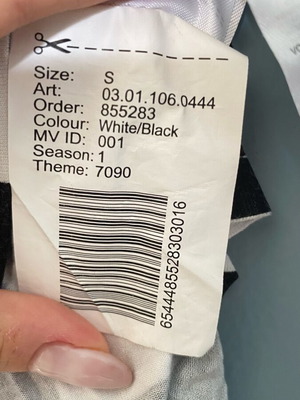 Size: S
Art: 03.01.106.0444
Order: 855283
Colour: White/Black
MV ID: 001
Season: 1
Theme: 7090
6544485528303016